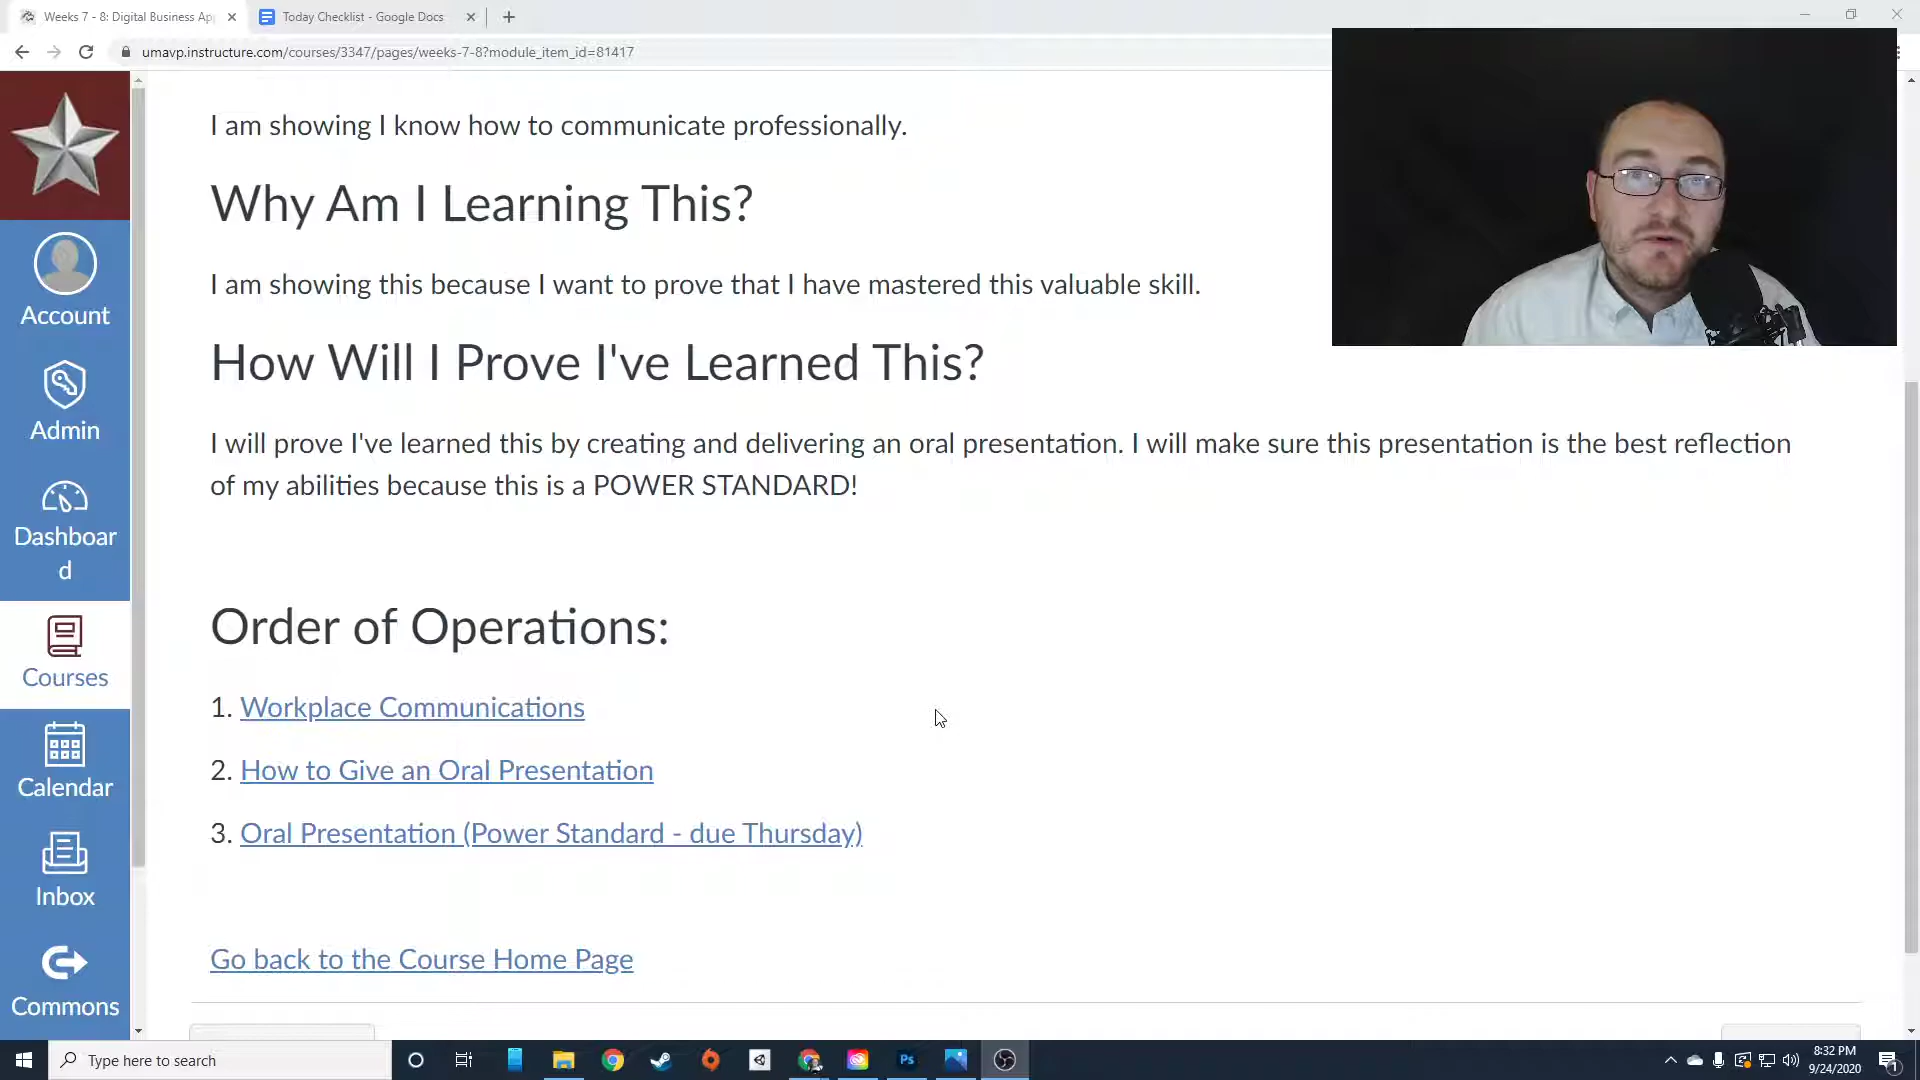 Weeks 7 - 8: Digital Business Ap
Today Checklist - Google Docs
umavp.instructure.com/courses/3347/pages/weeks-7-8?module_item_id=81417
I am showing I know how to communicate professionally.
Why Am I Learning This?
I am showing this because I want to prove that I have mastered this valuable skill.
How Will I Prove I've Learned This?
I will prove I've learned this by creating and delivering an oral presentation. I will make sure this presentation is the best reflection
of my abilities because this is a POWER STANDARD!
Order of Operations:
1. Workplace Communications
2. How to Give an Oral Presentation
3. Oral Presentation (Power Standard - due Thursday)
Go back to the Course Home Page
Account
Admin
Dashboar
d
Courses
Calendar
Inbox
Commons
Type here to search
Ps
8:32 PM
9/24/2020
1